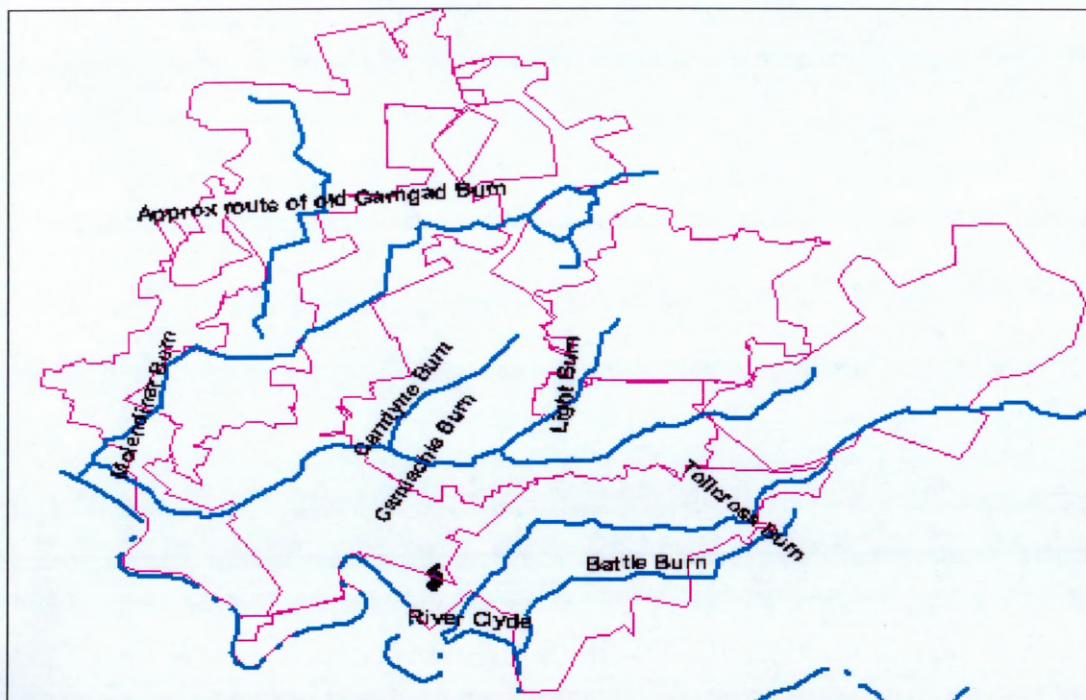 Approx route of old Garngad Burn
Molendinar Burn
Camlachie Burn
Light Burn
Tollcross Burn
Battle Burn
River Clyde